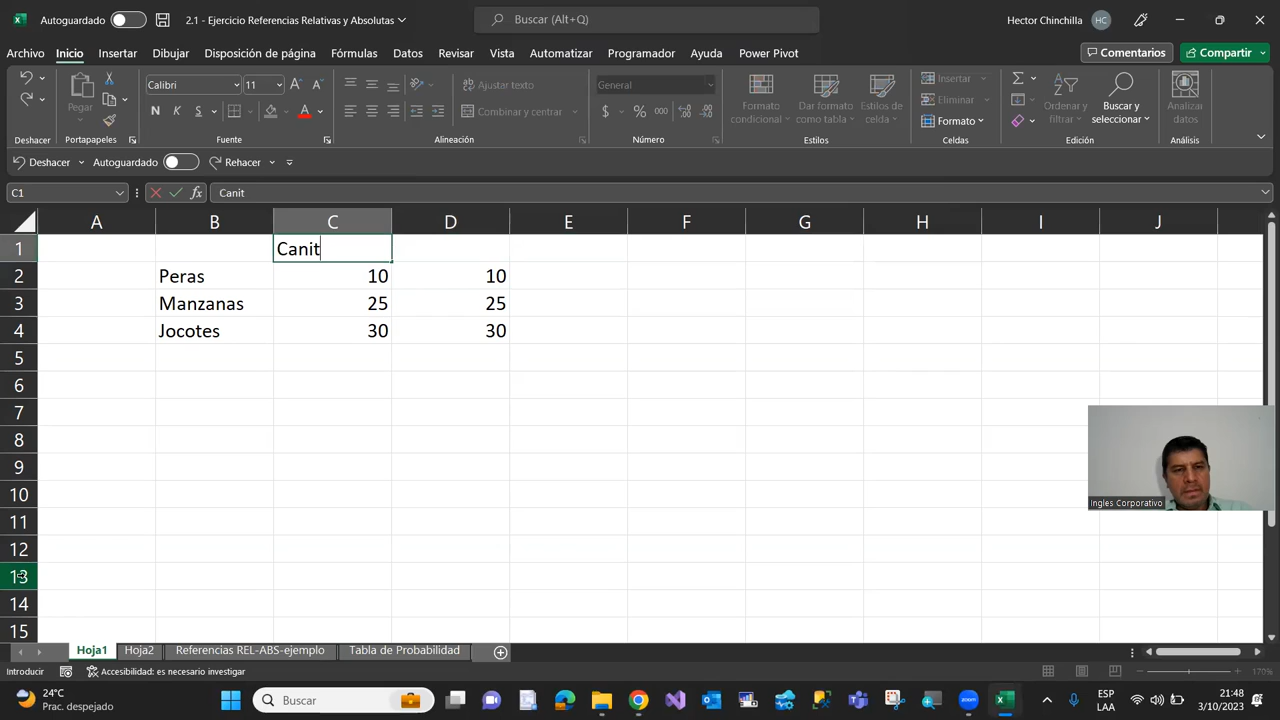 Autoguardado
2.1 - Ejercicio Referencias Relativas y Absolutas
Buscar (Alt+Q)
Hector Chinchilla
HC
Archivo
Inicio
Insertar
Dibujar
Disposición de página
Fórmulas
Datos
Revisar
Vista
Automatizar
Programador
Ayuda
Power Pivot
Comentarios
Compartir
Pegar
Calibri
11
Ajustar texto
Combinar y centrar
General
Formato condicional
Dar formato como tabla
Estilos de celda
Insertar
Eliminar
Formato
Ordenar y filtrar
Buscar y seleccionar
Analizar datos
Deshacer
Portapapeles
Fuente
Alineación
Número
Estilos
Celdas
Edición
Análisis
Deshacer
Autoguardado
Rehacer
C1
Canit
A B C D E F G H I J
1 Canit
2 Peras 10 10
3 Manzanas 25 25
4 Jocotes 30 30
5
6
7
8
9
10
11
12
13
14
15
Ingles Corporativo
Hoja1
Hoja2
Referencias REL-ABS-ejemplo
Tabla de Probabilidad
Introducir
Accesibilidad: es necesario investigar
170%
24°C
Prac. despejado
Buscar
ESP
LAA
21:48
3/10/2023